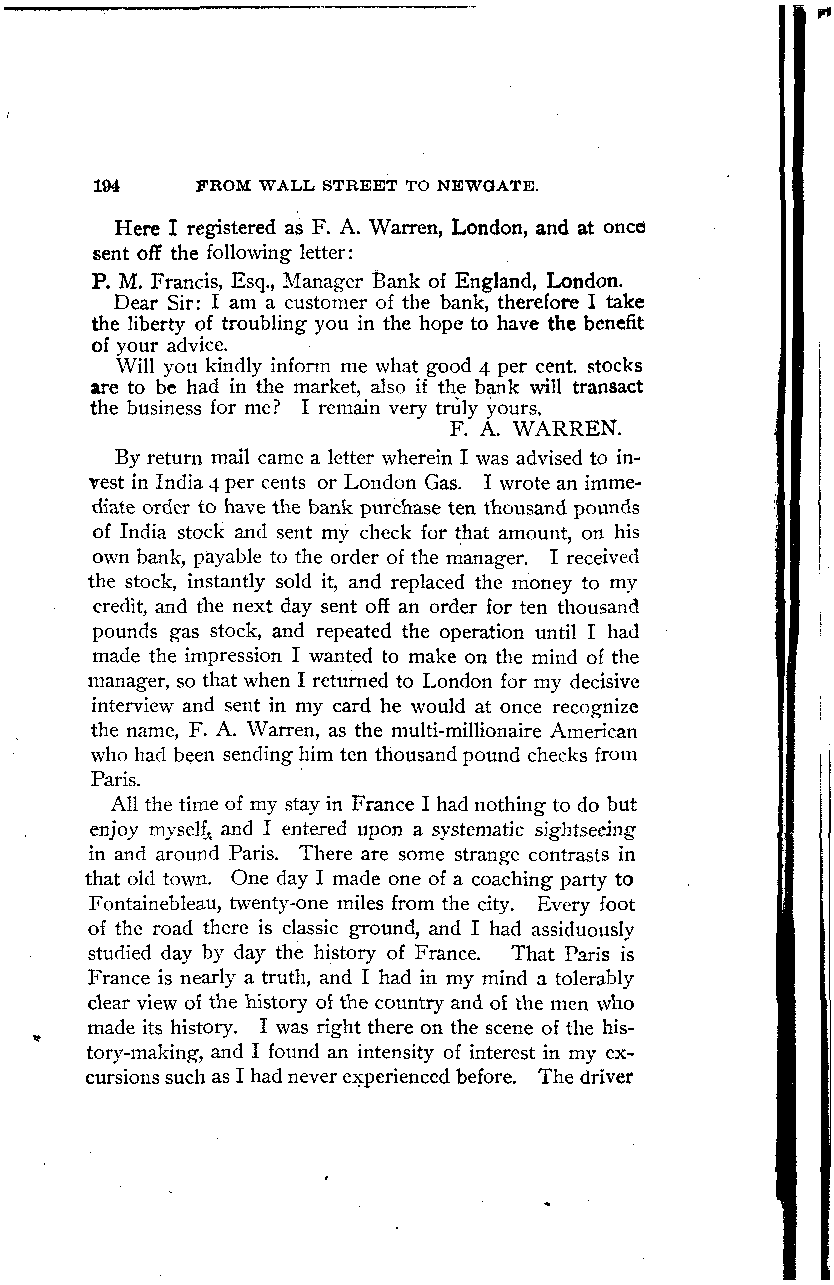 194 FROM WALL STREET TO NEWGATE.
Here I registered as F. A. Warren, London, and at once
sent off the following letter:
P. M. Francis, Esq., Manager Bank of England, London.
Dear Sir: I am a customer of the bank, therefore I take
the liberty of troubling you in the hope to have the benefit
of your advice.
Will you kindly inform me what good 4 per cent. stocks
are to be had in the market, also if the bank will transact
the business for me? I remain very truly yours,
F. A. WARREN.
By return mail came a letter wherein I was advised to in-
vest in India 4 per cents or London Gas. I wrote an imme-
diate order to have the bank purchase ten thousand pounds
of India stock and sent my check for that amount, on his
own bank, payable to the order of the manager. I received
the stock, instantly sold it, and replaced the money to my
credit, and the next day sent off an order for ten thousand
pounds gas stock, and repeated the operation until I had
made the impression I wanted to make on the mind of the
manager, so that when I returned to London for my decisive
interview and sent in my card he would at once recognize
the name, F. A. Warren, as the multi-millionaire American
who had been sending him ten thousand pound checks from
Paris.
All the time of my stay in France I had nothing to do but
enjoy myself, and I entered upon a systematic sightseeing
in and around Paris. There are some strange contrasts in
that old town. One day I made one of a coaching party to
Fontainebleau, twenty-one miles from the city. Every foot
of the road there is classic ground, and I had assiduously
studied day by day the history of France. That Paris is
France is nearly a truth, and I had in my mind a tolerably
clear view of the history of the country and of the men who
made its history. I was right there on the scene of the his-
tory-making, and I found an intensity of interest in my ex-
cursions such as I had never experienced before. The driver